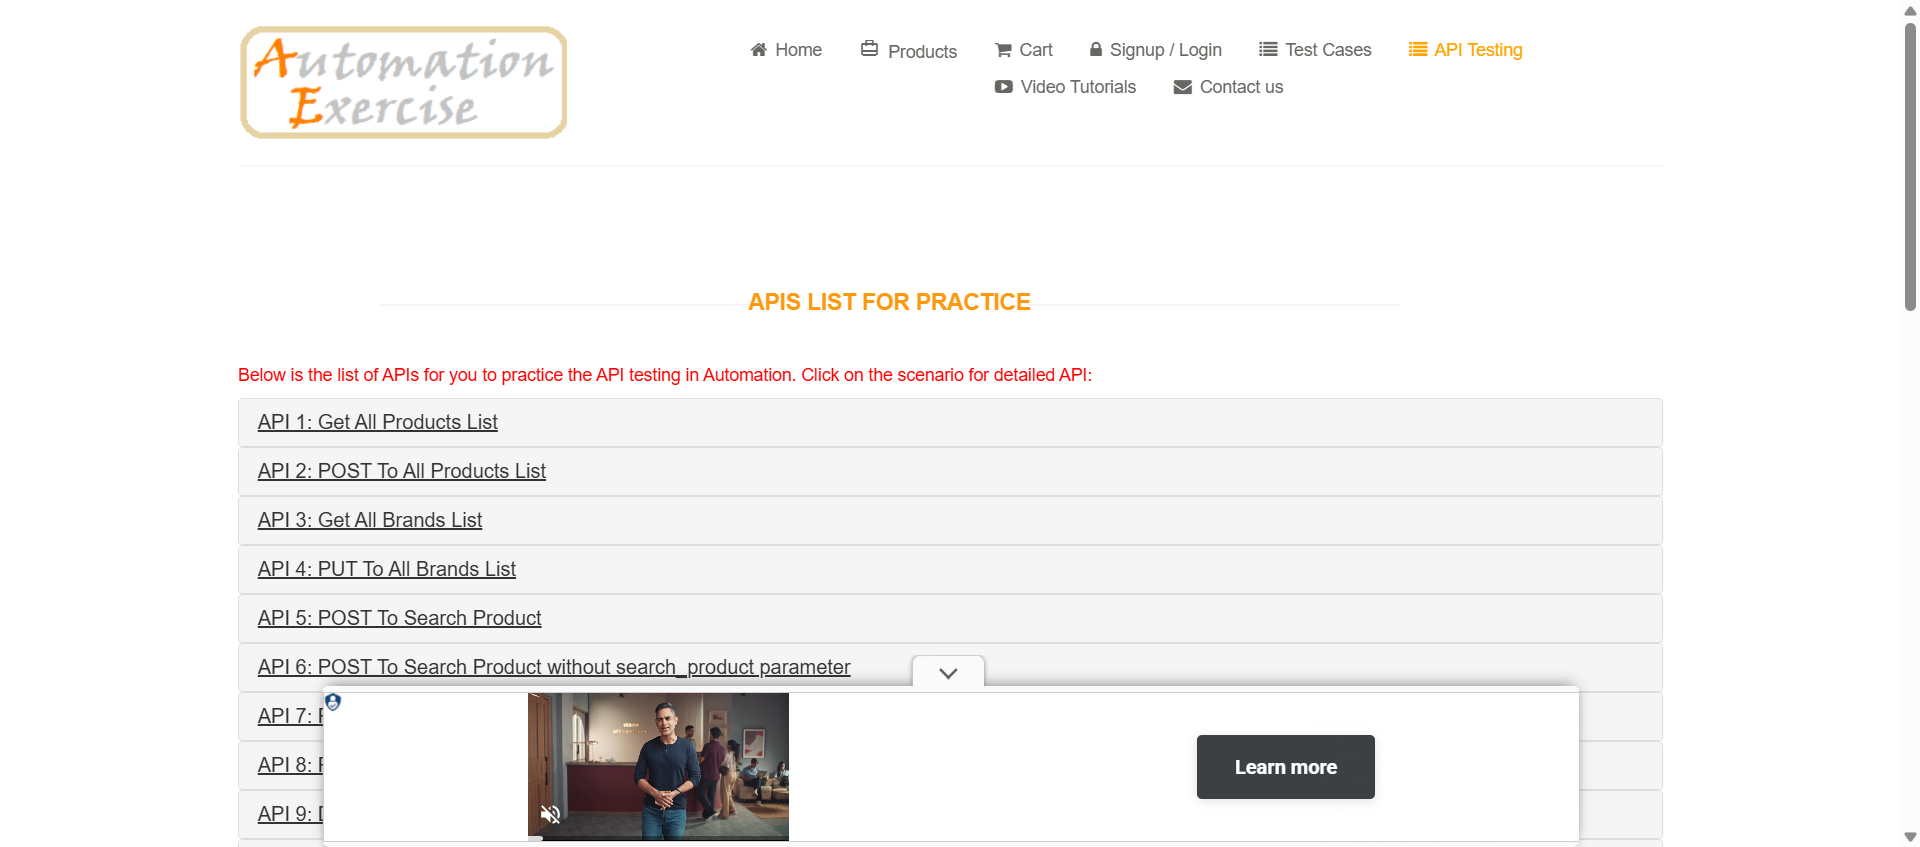 Automation
Exercise
Home
Products
Cart
Signup / Login
Test Cases
API Testing
Video Tutorials
Contact us
APIS LIST FOR PRACTICE
Below is the list of APIs for you to practice the API testing in Automation. Click on the scenario for detailed API:
API 1: Get All Products List
API 2: POST To All Products List
API 3: Get All Brands List
API 4: PUT To All Brands List
API 5: POST To Search Product
API 6: POST To Search Product without search_product parameter
API 7:
API 8:
API 9:
Learn more